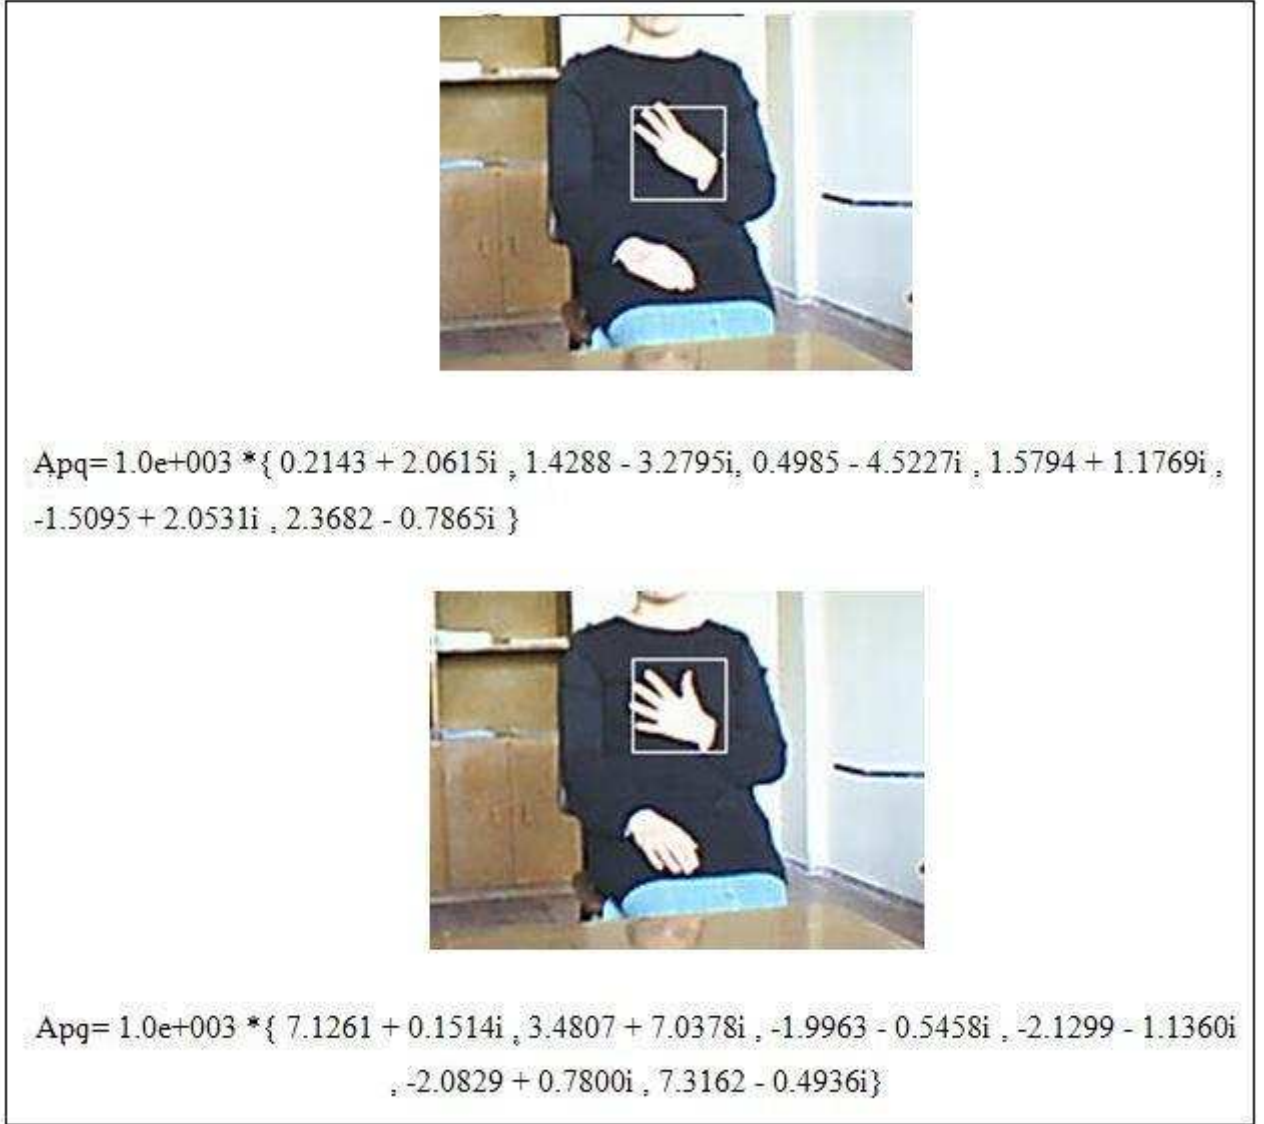 Apq= 1.0e+003 *{ 0.2143 + 2.0615i , 1.4288 - 3.2795i, 0.4985 - 4.5227i , 1.5794 + 1.1769i ,
-1.5095 + 2.0531i , 2.3682 - 0.7865i }
Apq= 1.0e+003 *{ 7.1261 + 0.1514i , 3.4807 + 7.0378i , -1.9963 - 0.5458i , -2.1299 - 1.1360i
, -2.0829 + 0.7800i , 7.3162 - 0.4936i}